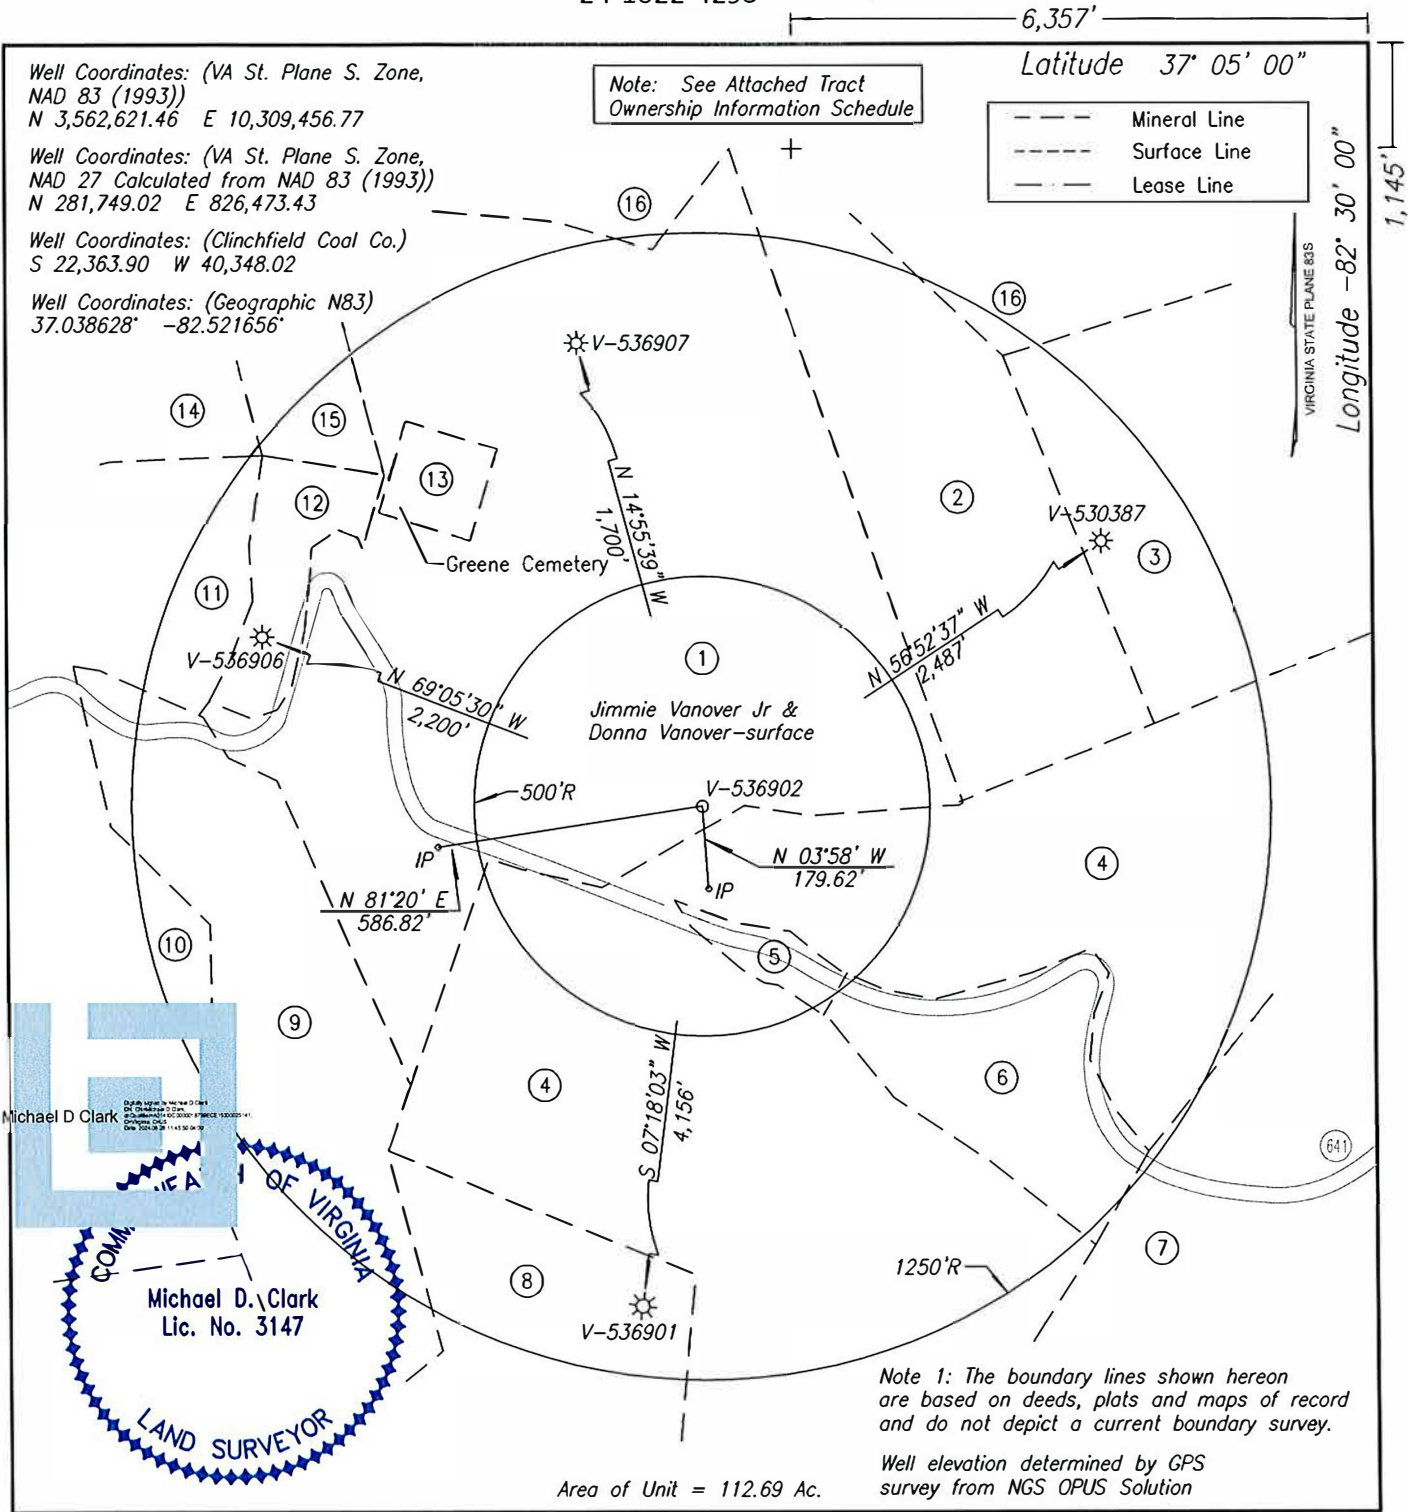 6,357'
Well Coordinates: (VA St. Plane S. Zone,
NAD 83 (1993))
N 3,562,621.46 E 10,309,456.77
Well Coordinates: (VA St. Plane S. Zone,
NAD 27 Calculated from NAD 83 (1993))
N 281,749.02 E 826,473.43
Well Coordinates: (Clinchfield Coal Co.)
S 22,363.90 W 40,348.02
Well Coordinates: (Geographic N83)
37.038628° -82.521656°
Note: See Attached Tract
Ownership Information Schedule
Latitude 37° 05' 00"
Mineral Line
Surface Line
Lease Line
1,145'
Longitude -82° 30' 00"
VIRGINIA STATE PLANE 83S
16
16
V-536907
14
15
13
12
2
V-530387
3
N 14°55'39" W
1,700'
Greene Cemetery
11
V-536906
N 56°52'37" W
2,487'
1
N 69°05'30" W
2,200'
Jimmie Vanover Jr &
Donna Vanover-surface
500'R
V-536902
IP
N 03°58' W
179.62'
4
IP
N 81°20' E
586.82'
10
5
9
4
6
S 07°18'03" W
4,156'
Michael D Clark
641
COMM
WEA
OF VIRGINIA
7
8
1250'R
Michael D. Clark
Lic. No. 3147
V-536901
LAND SURVEYOR
Note 1: The boundary lines shown hereon
are based on deeds, plats and maps of record
and do not depict a current boundary survey.
Well elevation determined by GPS
survey from NGS OPUS Solution
Area of Unit = 112.69 Ac.